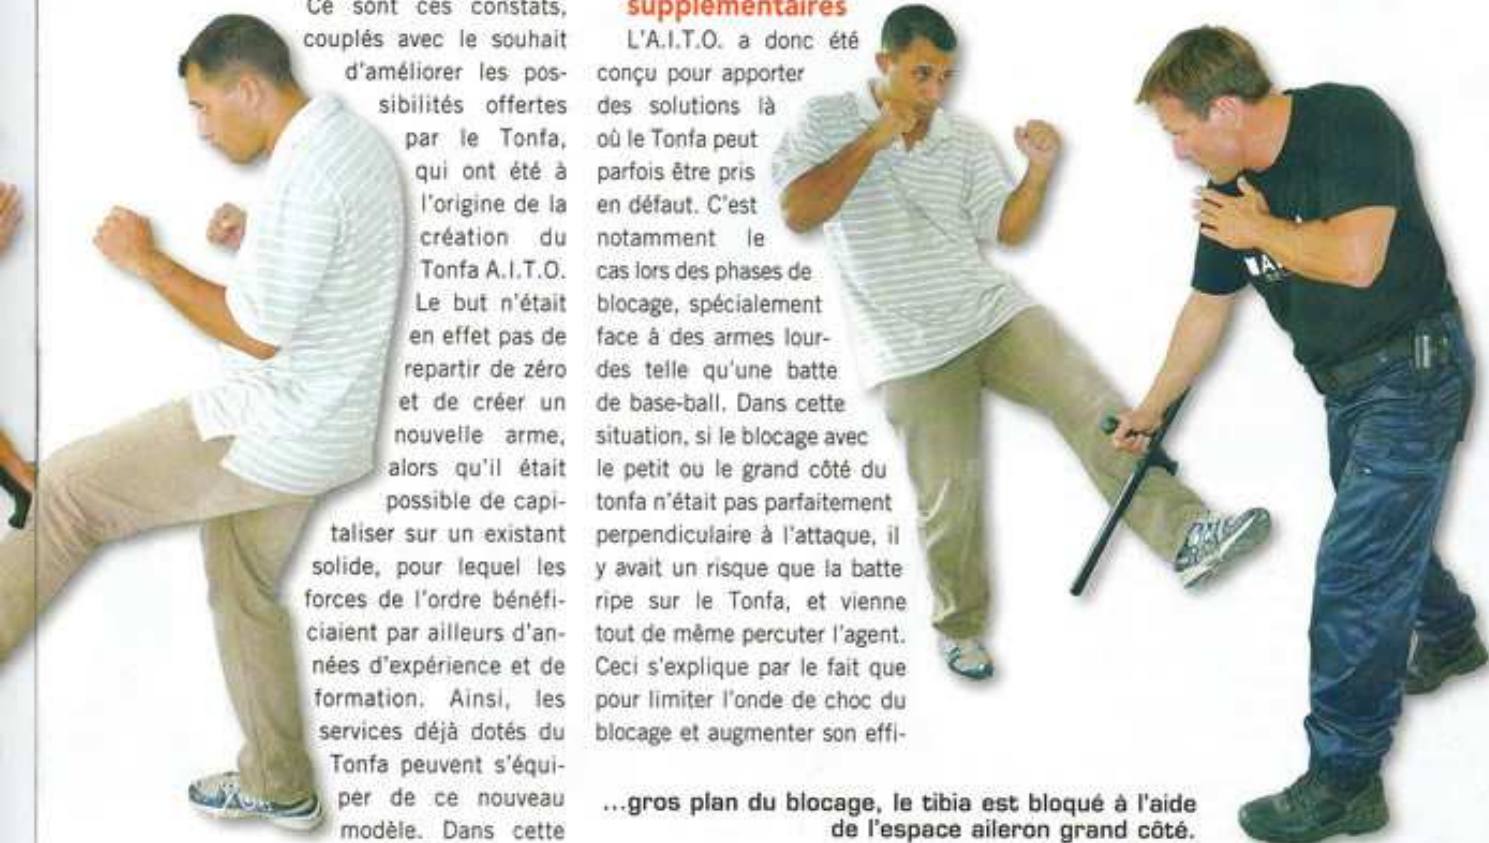 Ce sont ces constats,
couplés avec le souhait
d'améliorer les pos-
sibilités offertes
par le Tonfa,
qui ont été à
l'origine de la
création du
Tonfa A.I.T.O.
Le but n'était
en effet pas de
repartir de zéro
et de créer un
nouvelle arme,
alors qu'il était
possible de capi-
taliser sur un existant
solide, pour lequel les
forces de l'ordre bénéfi-
ciaient par ailleurs d'an-
nées d'expérience et de
formation. Ainsi, les
services déjà dotés du
Tonfa peuvent s'équi-
per de ce nouveau
modèle. Dans cette
supplémentaires
L'A.I.T.O. a donc été
conçu pour apporter
des solutions là
où le Tonfa peut
parfois être pris
en défaut. C'est
notamment le
cas lors des phases de
blocage, spécialement
face à des armes lour-
des telle qu'une batte
de base-ball. Dans cette
situation, si le blocage avec
le petit ou le grand côté du
tonfa n'était pas parfaitement
perpendiculaire à l'attaque, il
y avait un risque que la batte
ripe sur le Tonfa, et vienne
tout de même percuter l'agent.
Ceci s'explique par le fait que
pour limiter l'onde de choc du
blocage et augmenter son effi-
...gros plan du blocage, le tibia est bloqué à l'aide
de l'espace aileron grand côté.